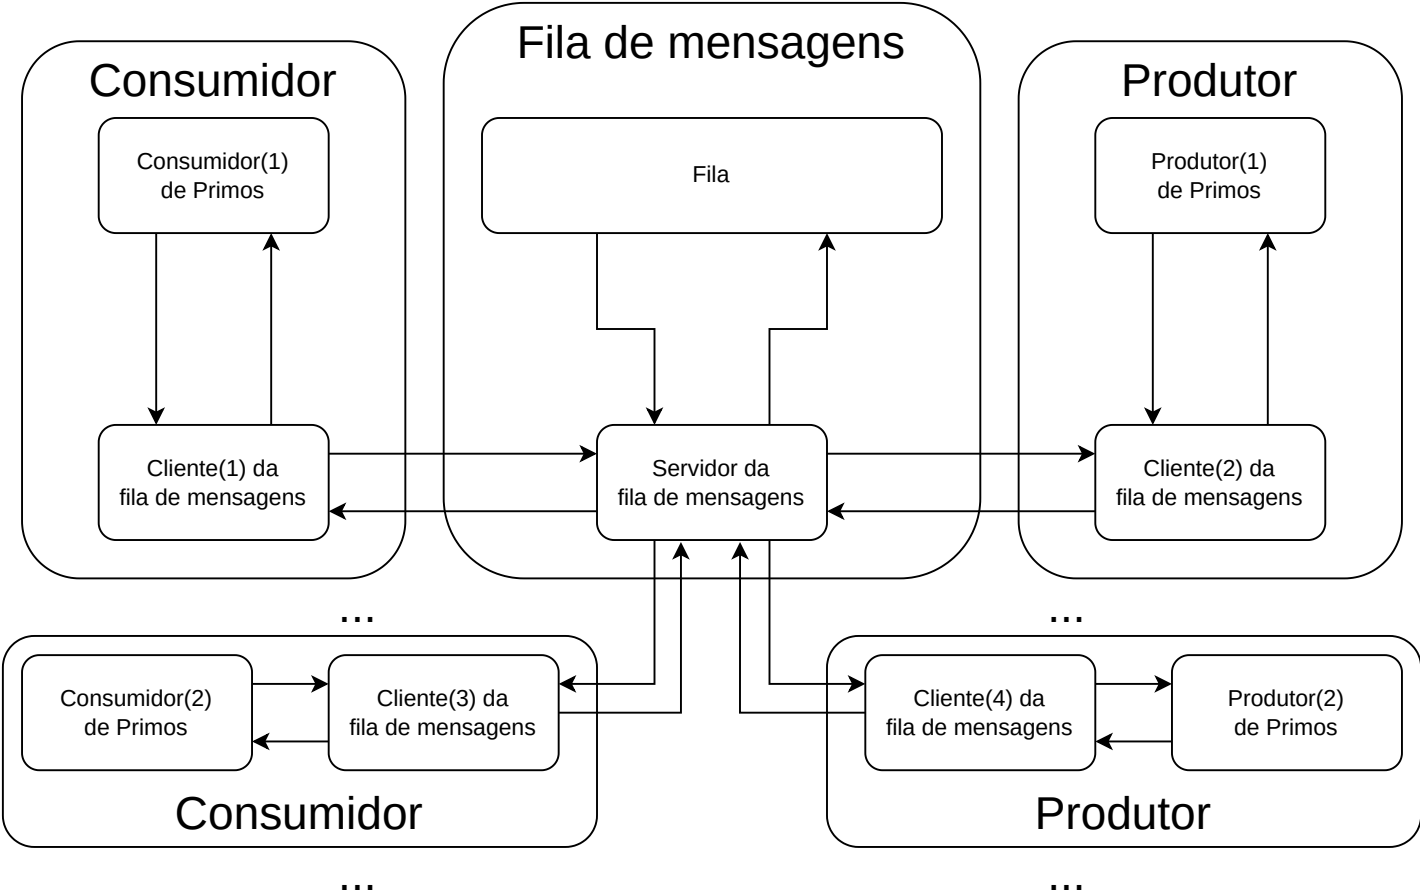 Fila de mensagens
Consumidor
Produtor
Consumidor(1)
de Primos
Fila
Produtor(1)
de Primos
Cliente(1) da
fila de mensagens
Servidor da
fila de mensagens
Cliente(2) da
fila de mensagens
...
...
Consumidor(2)
de Primos
Cliente(3) da
fila de mensagens
Cliente(4) da
fila de mensagens
Produtor(2)
de Primos
Consumidor
Produtor
...
...